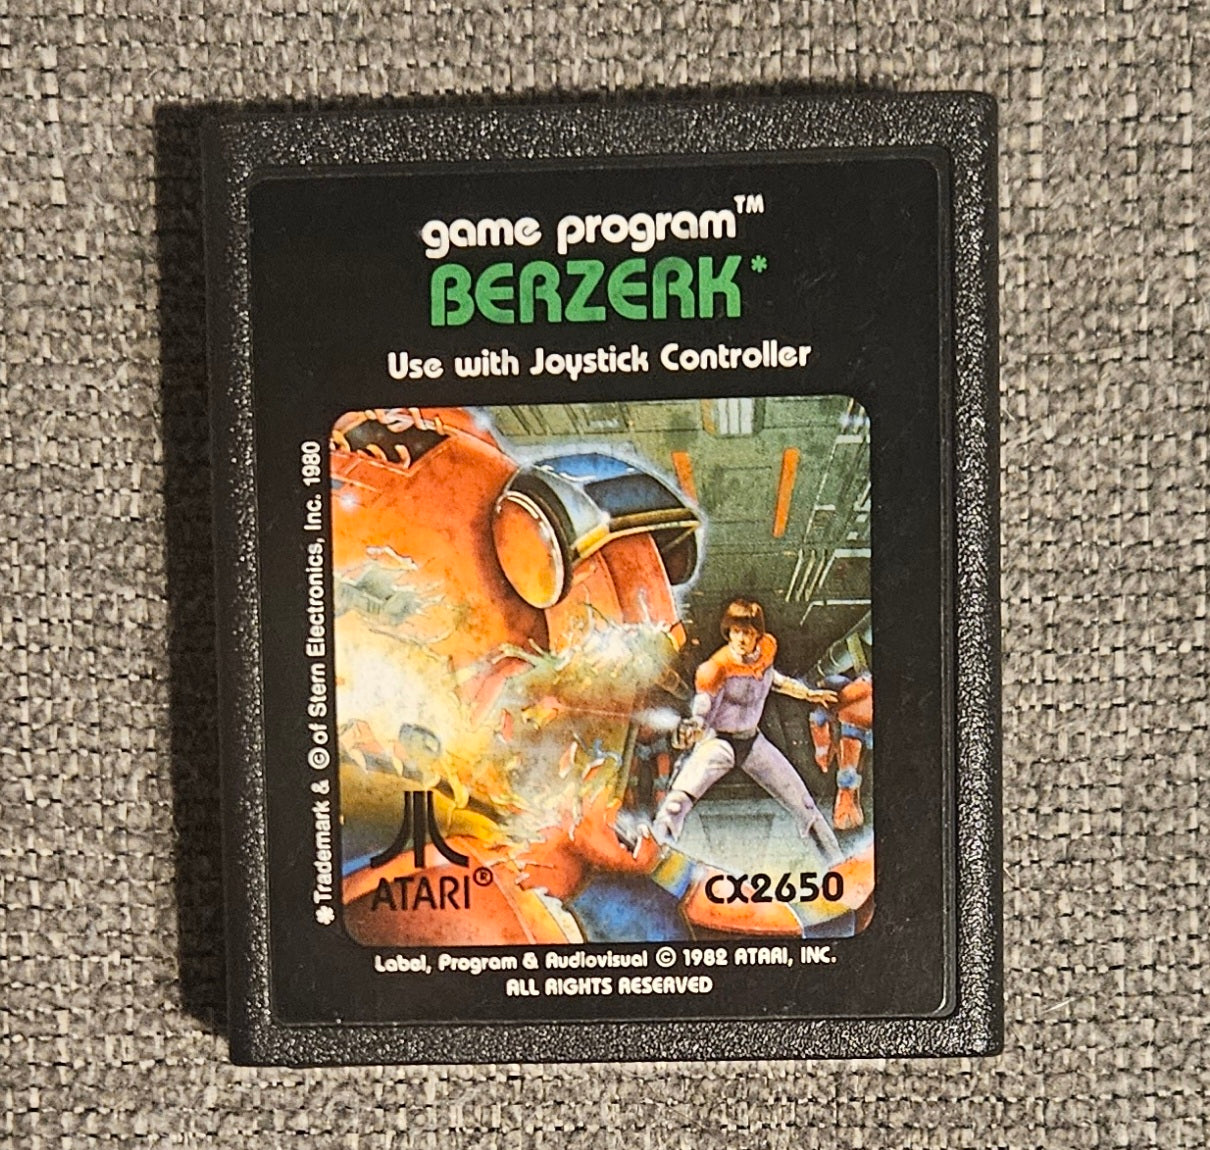 game program™
BERZERK*
Use with Joystick Controller
*Trademark & © of Stern Electronics, Inc. 1980
ATARI®
CX2650
Label, Program & Audiovisual © 1982 ATARI, INC.
ALL RIGHTS RESERVED